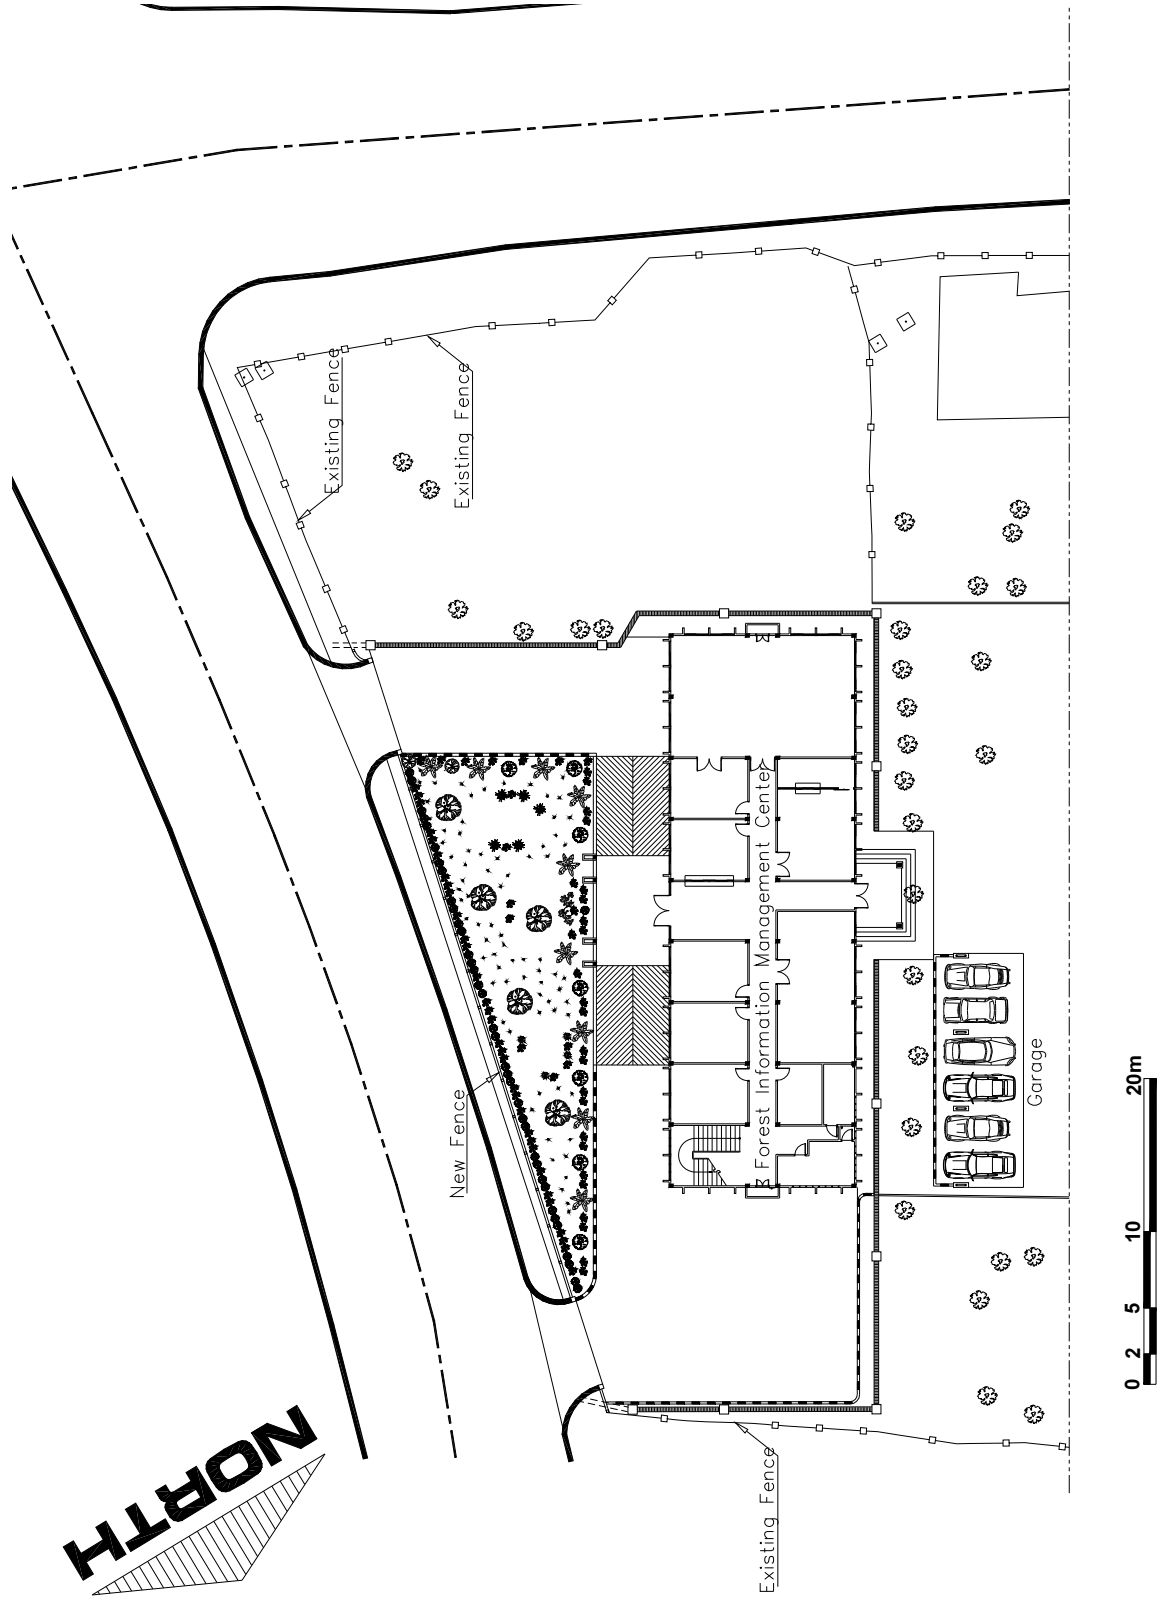 Existing Fence
Existing Fence
New Fence
Forest Information Management Center
Garage
Existing Fence
NORTH
0 2 5 10 20m